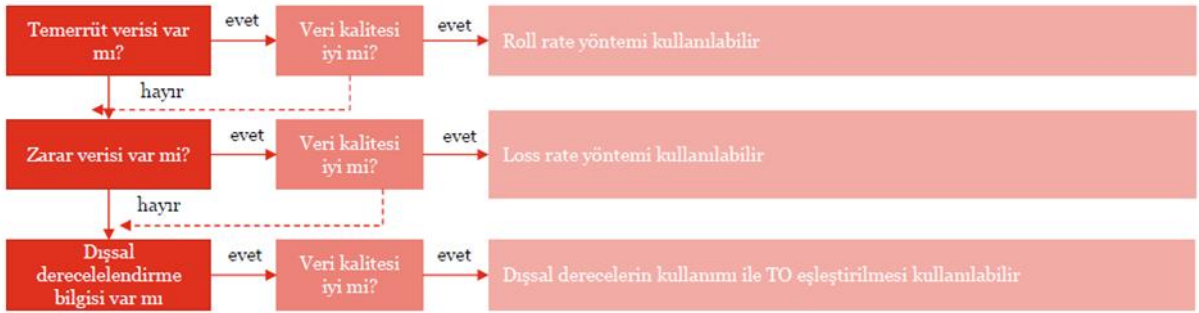 Temerrüt verisi var
mı?
evet
Veri kalitesi
iyi mi?
evet
Roll rate yöntemi kullanılabilir
hayır
Zarar verisi var mi?
evet
Veri kalitesi
iyi mi?
evet
Loss rate yöntemi kullanılabilir
hayır
Dışsal
derecelelendirme
bilgisi var mı
evet
Veri kalitesi
iyi mi?
evet
Dışsal derecelerin kullanımı ile TO eşleştirilmesi kullanılabilir